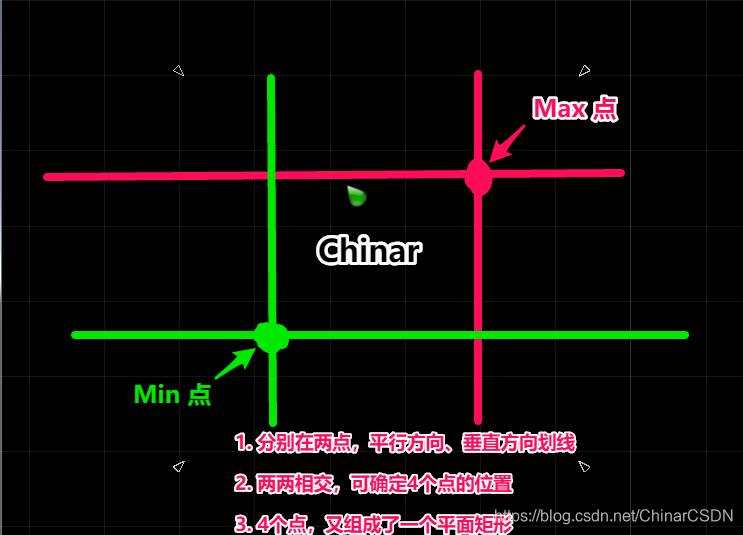 Max 点
Chinar
Min 点
1. 分别在两点，平行方向、垂直方向划线
2. 两两相交，可确定4个点的位置
3. 4个点，又组成了一个平面矩形
https://blog.csdn.net/ChinarCSDN